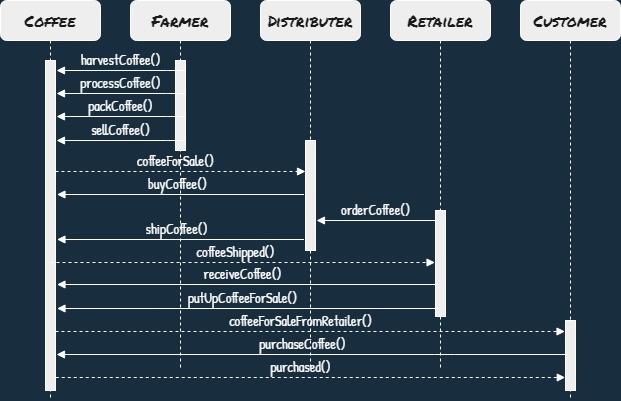 Coffee Farmer Distributer Retailer Customer
harvestCoffee()
processCoffee()
packCoffee()
sellCoffee()
coffeeForSale()
buyCoffee()
orderCoffee()
shipCoffee()
coffeeShipped()
receiveCoffee()
putUpCoffeeForSale()
coffeeForSaleFromRetailer()
purchaseCoffee()
purchased()